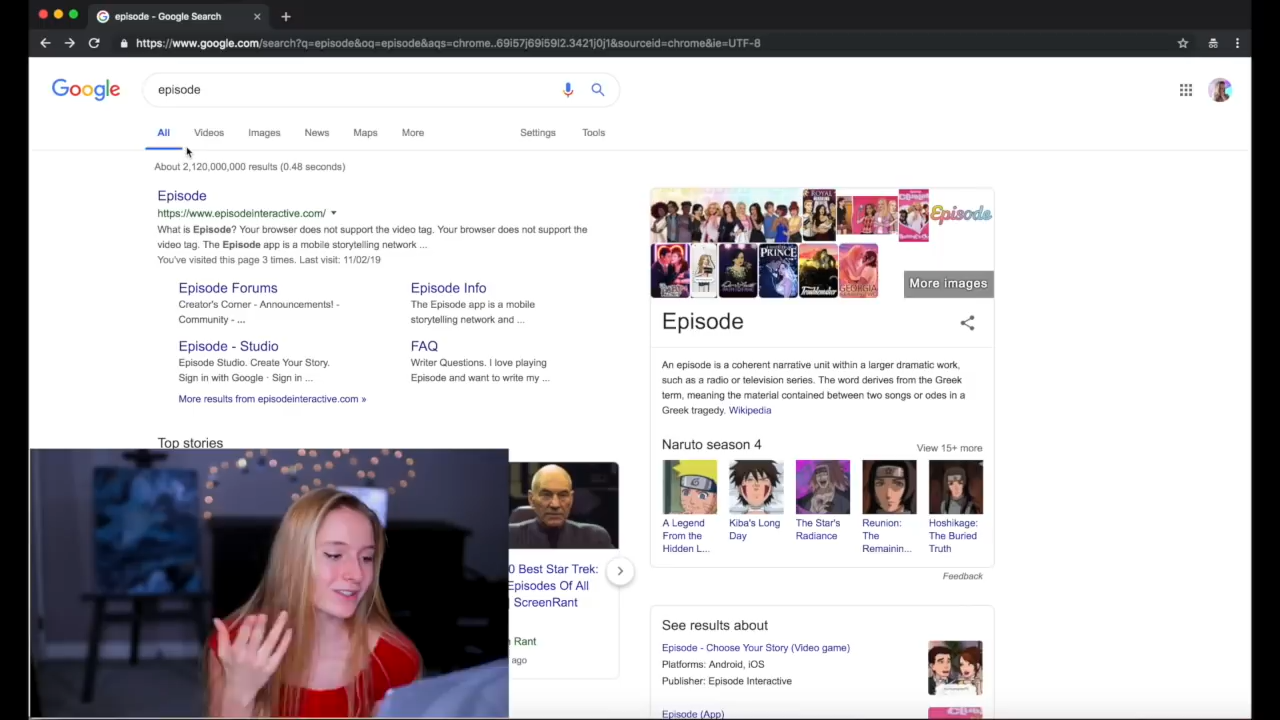 episode - Google Search
https://www.google.com/search?q=episode&oq=episode&aqs=chrome..69i57j69i59l2.3421j0j1&sourceid=chrome&ie=UTF-8
Google
episode
All Videos Images News Maps More Settings Tools
About 2,120,000,000 results (0.48 seconds)
Episode
https://www.episodeinteractive.com/
What is Episode? Your browser does not support the video tag. Your browser does not support the
video tag. The Episode app is a mobile storytelling network ...
You've visited this page 3 times. Last visit: 11/02/19
Episode Forums
Creator's Corner - Announcements! -
Community - ...
Episode Info
The Episode app is a mobile
storytelling network and ...
Episode - Studio
Episode Studio. Create Your Story.
Sign in with Google · Sign in ...
FAQ
Writer Questions. I love playing
Episode and want to write my ...
More results from episodeinteractive.com »
Top stories
0 Best Star Trek:
Episodes Of All
ScreenRant
Rant
ago
Episode
PRINCE
Troublemaker
GEORGIA
More images
Episode
An episode is a coherent narrative unit within a larger dramatic work,
such as a radio or television series. The word derives from the Greek
term, meaning the material contained between two songs or odes in a
Greek tragedy. Wikipedia
Naruto season 4
View 15+ more
A Legend
From the
Hidden L...
Kiba's Long
Day
The Star's
Radiance
Reunion:
The
Remainin...
Hoshikage:
The Buried
Truth
Feedback
See results about
Episode - Choose Your Story (Video game)
Platforms: Android, iOS
Publisher: Episode Interactive
Episode (App)